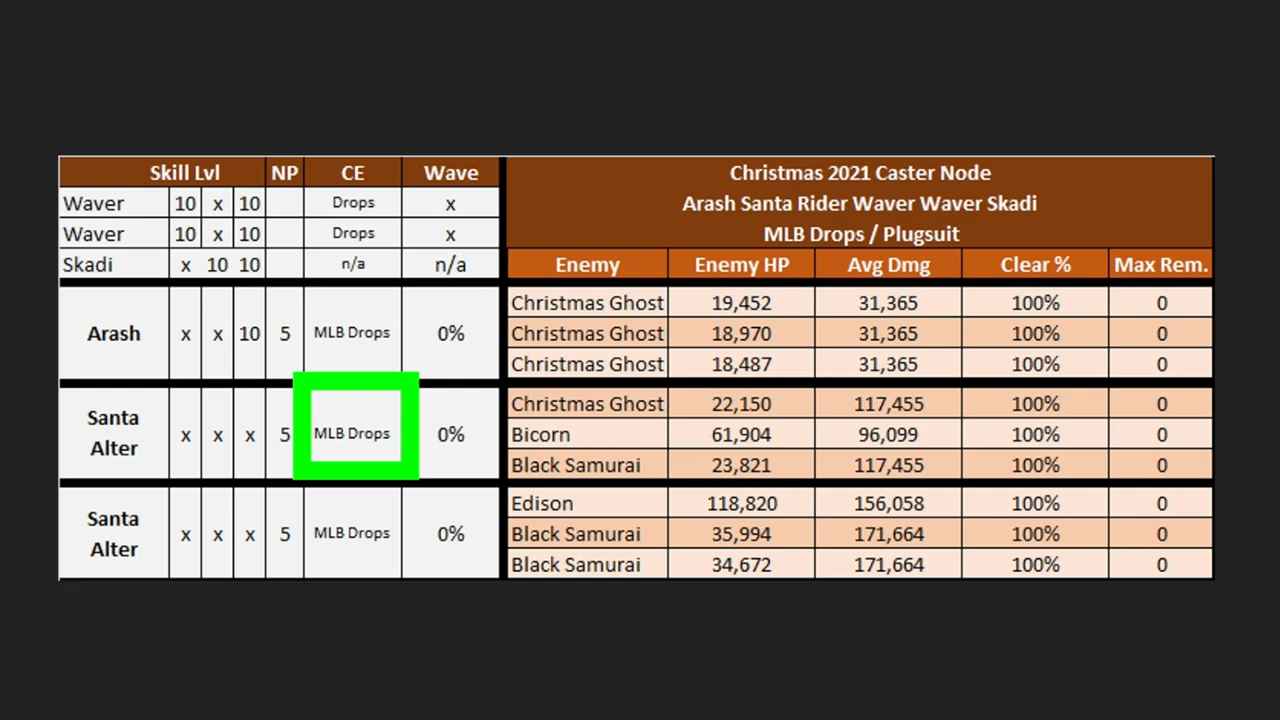 Skill Lvl NP CE Wave
Waver 10 x 10 Drops x
Waver 10 x 10 Drops x
Skadi x 10 10 n/a n/a
Christmas 2021 Caster Node
Arash Santa Rider Waver Waver Skadi
MLB Drops / Plugsuit
Enemy Enemy HP Avg Dmg Clear % Max Rem.
Arash x x 10 5 MLB Drops 0%
Christmas Ghost 19,452 31,365 100% 0
Christmas Ghost 18,970 31,365 100% 0
Christmas Ghost 18,487 31,365 100% 0
Santa
Alter
x x x 5 MLB Drops 0%
Christmas Ghost 22,150 117,455 100% 0
Bicorn 61,904 96,099 100% 0
Black Samurai 23,821 117,455 100% 0
Santa
Alter
x x x 5 MLB Drops 0%
Edison 118,820 156,058 100% 0
Black Samurai 35,994 171,664 100% 0
Black Samurai 34,672 171,664 100% 0